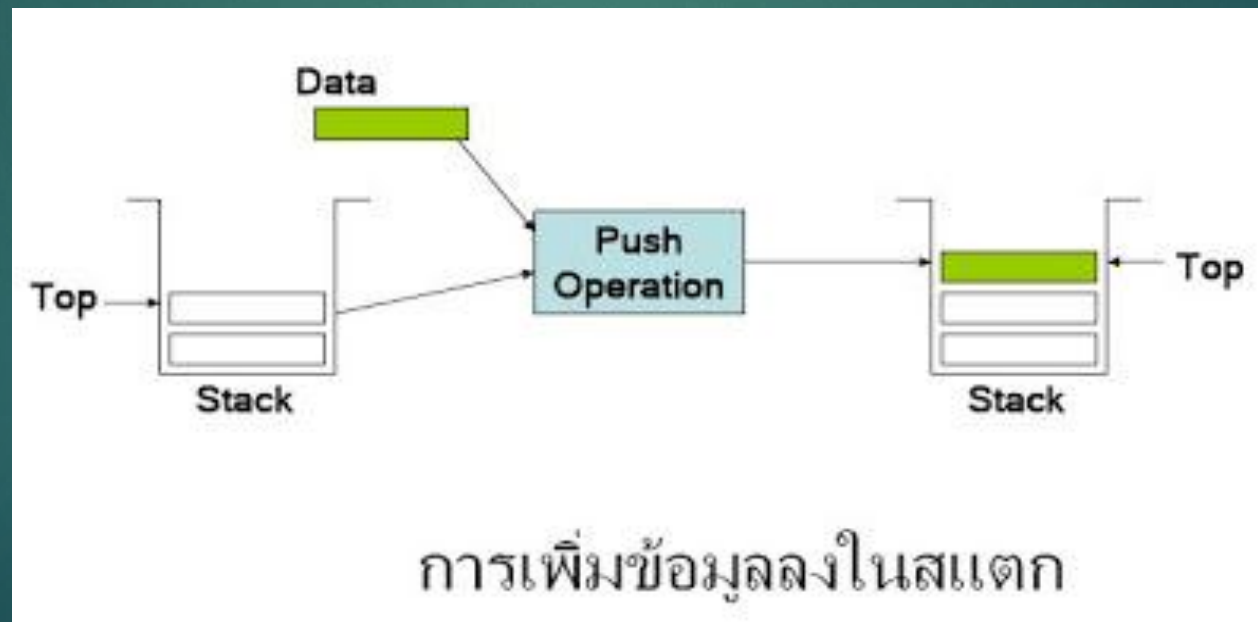 Data
Push
Operation
Top
Top
Stack
Stack
การเพิ่มข้อมูลลงในสแตก